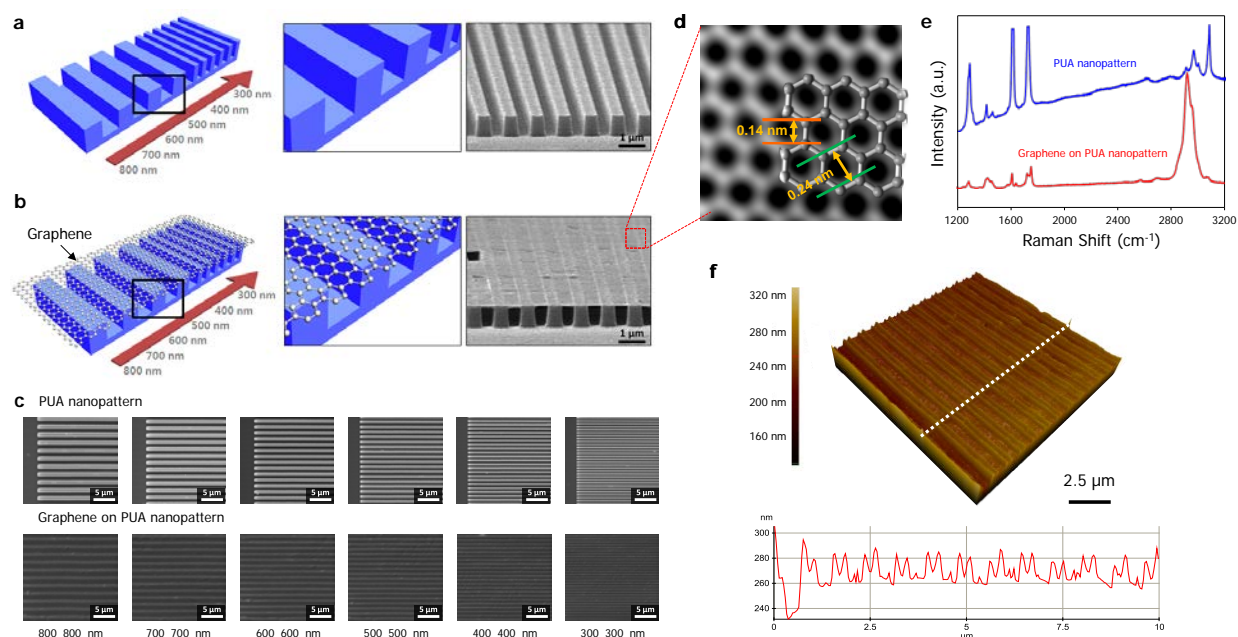 a
300 nm
400 nm
500 nm
600 nm
700 nm
800 nm
1 µm
b
Graphene
300 nm
400 nm
500 nm
600 nm
700 nm
800 nm
1 µm
c PUA nanopattern
5 µm 5 µm 5 µm 5 µm 5 µm 5 µm
Graphene on PUA nanopattern
5 µm 5 µm 5 µm 5 µm 5 µm 5 µm
800 800 nm 700 700 nm 600 600 nm 500 500 nm 400 400 nm 300 300 nm
d
0.14 nm
0.24 nm
e
Intensity (a.u.)
PUA nanopattern
Graphene on PUA nanopattern
1200 1600 2000 2400 2800 3200
Raman Shift (cm-1)
f
320 nm
280 nm
240 nm
200 nm
160 nm
2.5 µm
nm
300
280
260
240
0 2.5 5 7.5 10
µm